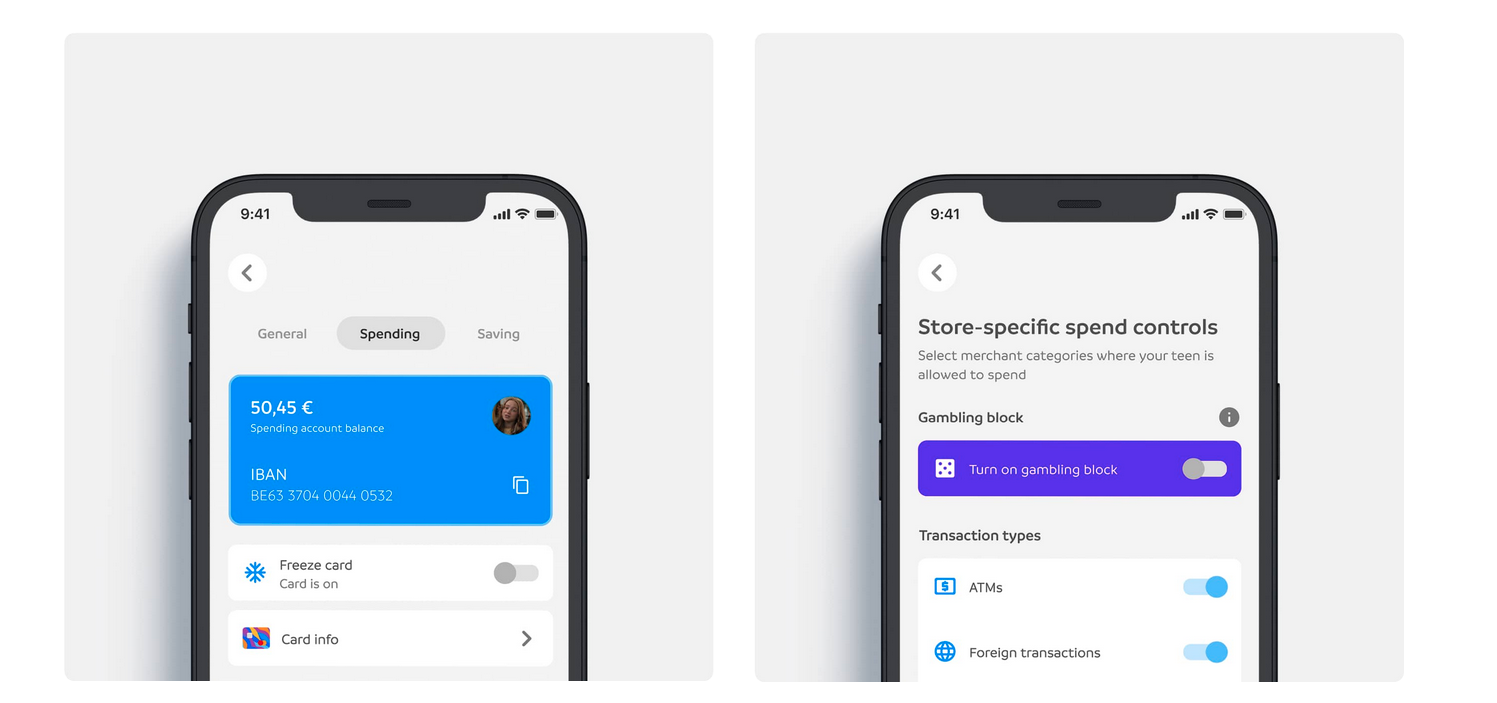 9:41
General
Spending
Saving
50,45 €
Spending account balance
IBAN
BE63 3704 0044 0532
Freeze card
Card is on
Card info
9:41
Store-specific spend controls
Select merchant categories where your teen is
allowed to spend
Gambling block
Turn on gambling block
Transaction types
ATMs
Foreign transactions